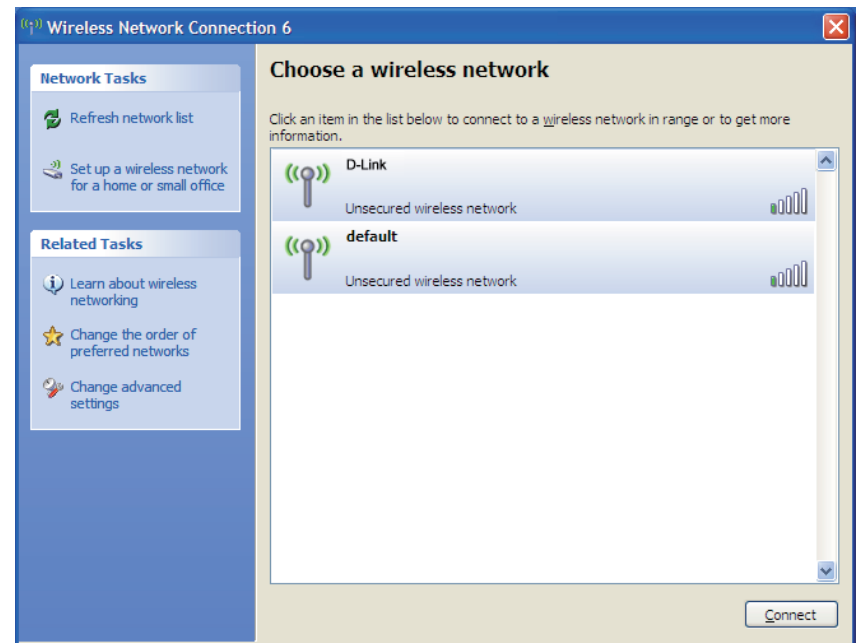 Wireless Network Connection 6
Network Tasks
Refresh network list
Set up a wireless network
for a home or small office
Related Tasks
Learn about wireless
networking
Change the order of
preferred networks
Change advanced
settings
Choose a wireless network
Click an item in the list below to connect to a wireless network in range or to get more
information.
D-Link
Unsecured wireless network
default
Unsecured wireless network
Connect